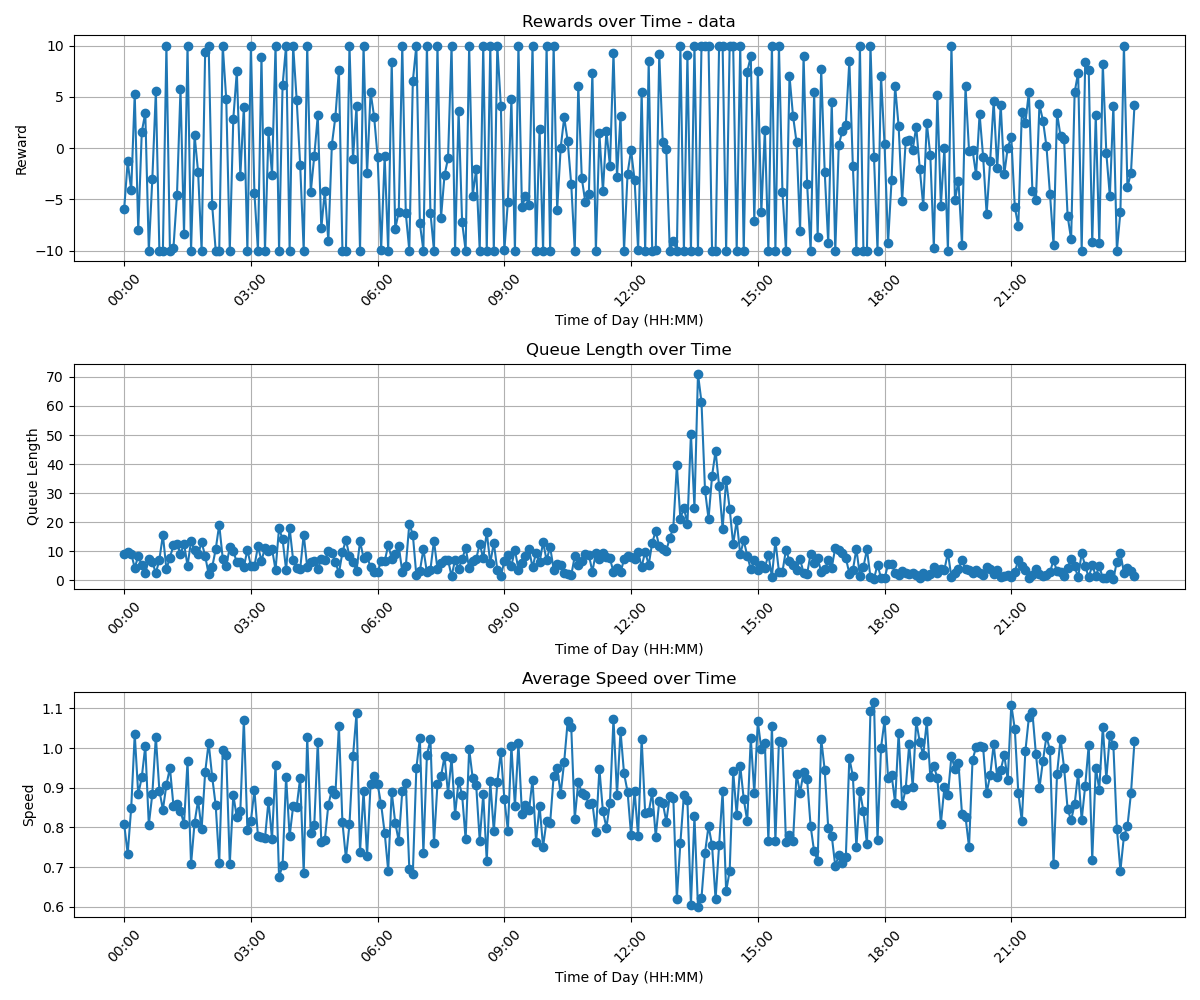 Rewards over Time - data
10
5
0
−5
−10
Reward
00:00 03:00 06:00 09:00 12:00 15:00 18:00 21:00
Time of Day (HH:MM)
Queue Length over Time
70
60
50
40
30
20
10
0
Queue Length
00:00 03:00 06:00 09:00 12:00 15:00 18:00 21:00
Time of Day (HH:MM)
Average Speed over Time
1.1
1.0
0.9
0.8
0.7
0.6
Speed
00:00 03:00 06:00 09:00 12:00 15:00 18:00 21:00
Time of Day (HH:MM)